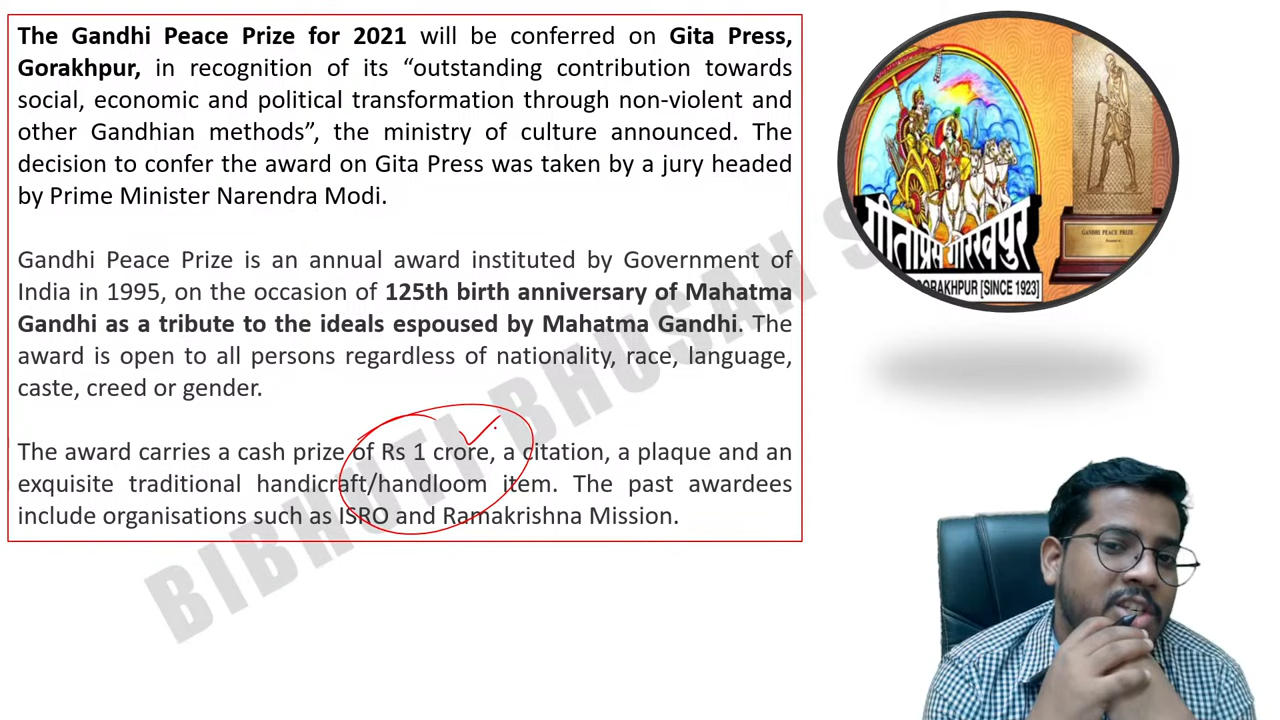 The Gandhi Peace Prize for 2021 will be conferred on Gita Press,
Gorakhpur, in recognition of its “outstanding contribution towards
social, economic and political transformation through non-violent and
other Gandhian methods”, the ministry of culture announced. The
decision to confer the award on Gita Press was taken by a jury headed
by Prime Minister Narendra Modi.
Gandhi Peace Prize is an annual award instituted by Government of
India in 1995, on the occasion of 125th birth anniversary of Mahatma
Gandhi as a tribute to the ideals espoused by Mahatma Gandhi. The
award is open to all persons regardless of nationality, race, language,
caste, creed or gender.
The award carries a cash prize of Rs 1 crore, a citation, a plaque and an
exquisite traditional handicraft/handloom item. The past awardees
include organisations such as ISRO and Ramakrishna Mission.
BIBHUTI BHUSAN S
गीताप्रेस गोरखपुर
GORAKHPUR [SINCE 1923]
GANDHI PEACE PRIZE